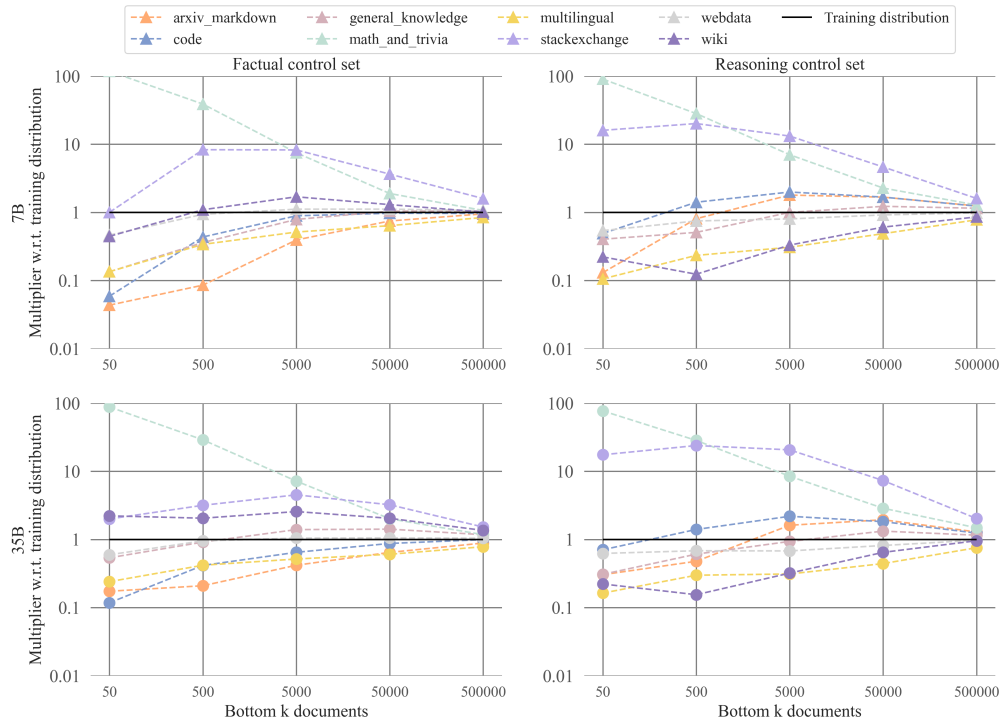 arxiv_markdown general_knowledge multilingual webdata Training distribution
code math_and_trivia stackexchange wiki
Factual control set Reasoning control set
7B
Multiplier w.r.t. training distribution
100 100
10 10
1 1
0.1 0.1
0.01 0.01
50 500 5000 50000 500000 50 500 5000 50000 500000
35B
Multiplier w.r.t. training distribution
100 100
10 10
1 1
0.1 0.1
0.01 0.01
50 500 5000 50000 500000 50 500 5000 50000 500000
Bottom k documents Bottom k documents